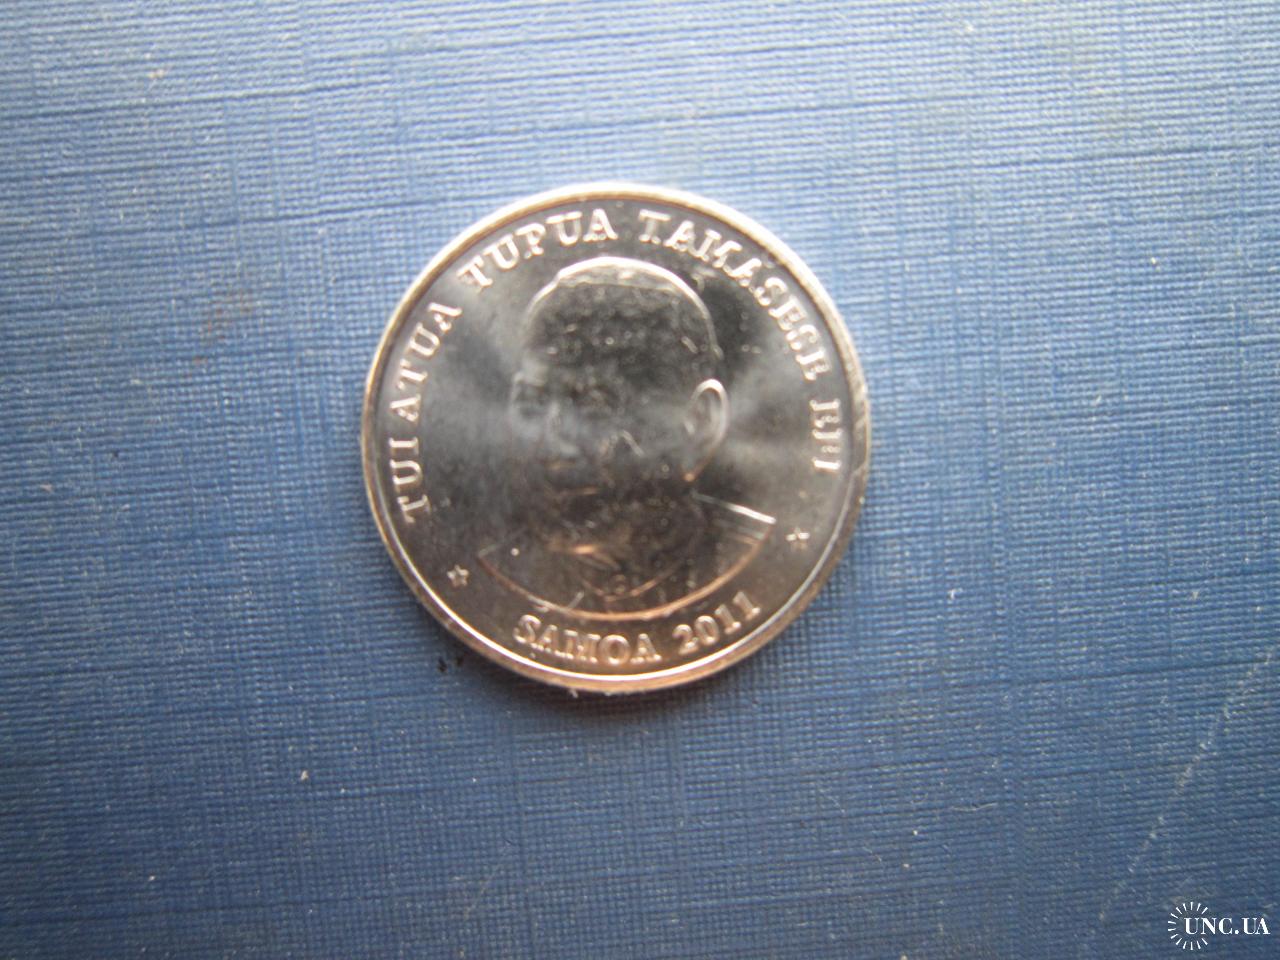 TUI ATUA TUPUA TAMASESE EFI
SAMOA 2011
UNC.UA